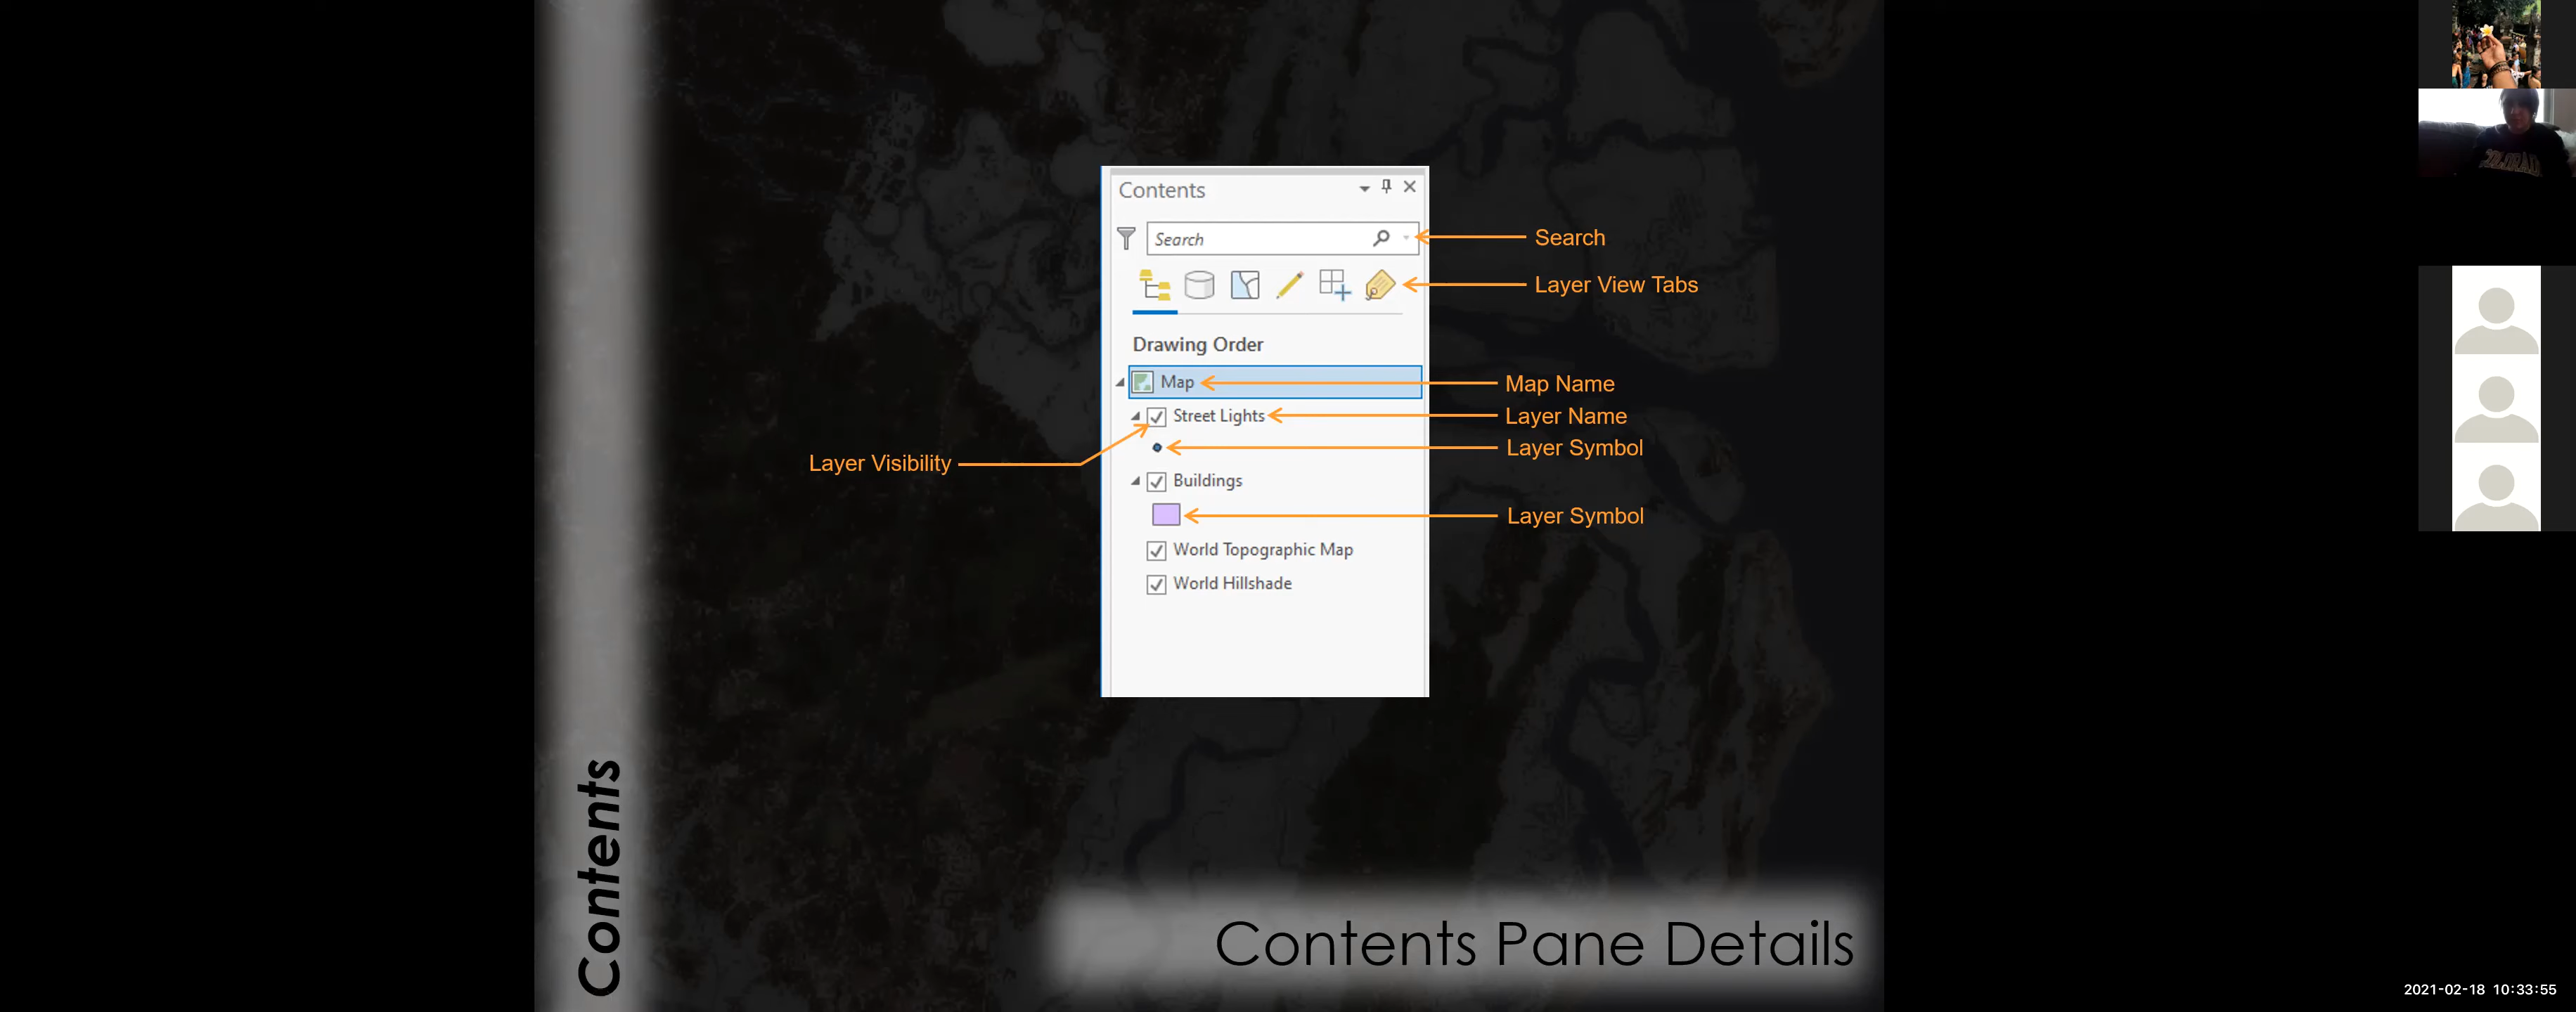 Contents
Search
Search
Layer View Tabs
Drawing Order
Map
Map Name
Street Lights
Layer Name
Layer Symbol
Layer Visibility
Buildings
Layer Symbol
World Topographic Map
World Hillshade
Contents
Contents Pane Details
2021-02-18 10:33:55